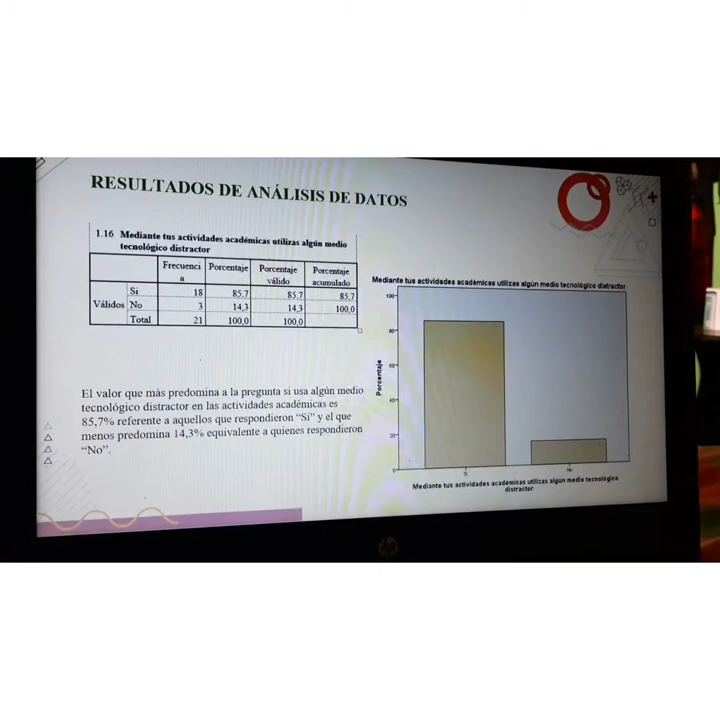 RESULTADOS DE ANÁLISIS DE DATOS
1.16 Mediante tus actividades académicas utilizas algún medio
tecnológico distractor
Frecuenci
a
Porcentaje
Porcentaje
válido
Porcentaje
acumulado
Válidos
Si 18 85,7 85,7 85,7
No 3 14,3 14,3 100,0
Total 21 100,0 100,0
El valor que más predomina a la pregunta si usa algún medio
tecnológico distractor en las actividades académicas es
85,7% referente a aquellos que respondieron “Si” y el que
menos predomina 14,3% equivalente a quienes respondieron
“No”.
Mediante tus actividades académicas utilizas algún medio tecnológico distractor
Porcentaje
100
80
60
40
20
0
Si
No
Mediante tus actividades académicas utilizas algún medio tecnológico
distractor
hp